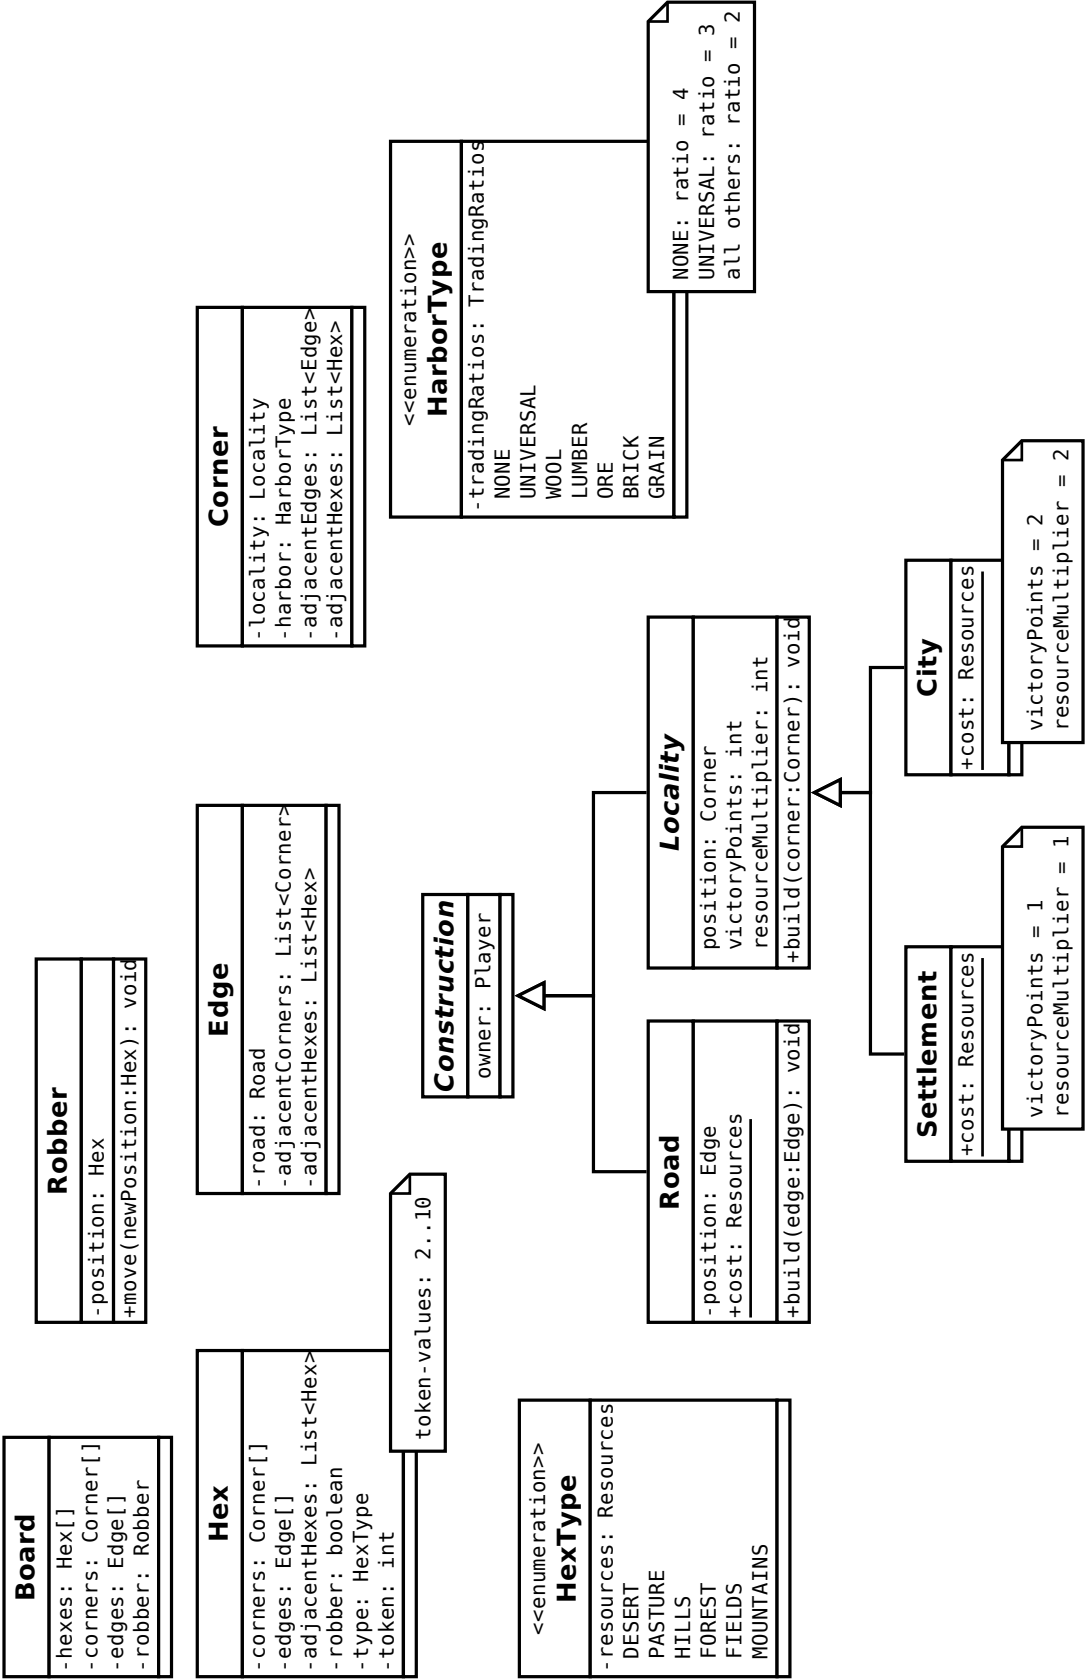 Board
-hexes: Hex[]
-corners: Corner[]
-edges: Edge[]
-robber: Robber
Robber
-position: Hex
+move(newPosition:Hex): void
Hex
-corners: Corner[]
-edges: Edge[]
-adjacentHexes: List<Hex>
-robber: boolean
-type: HexType
-token: int
token-values: 2..10
Edge
-road: Road
-adjacentCorners: List<Corner>
-adjacentHexes: List<Hex>
Corner
-locality: Locality
-harbor: HarborType
-adjacentEdges: List<Edge>
-adjacentHexes: List<Hex>
<<enumeration>>
HexType
-resources: Resources
DESERT
PASTURE
HILLS
FOREST
FIELDS
MOUNTAINS
Construction
owner: Player
<<enumeration>>
HarborType
-tradingRatios: TradingRatios
NONE
UNIVERSAL
WOOL
LUMBER
ORE
BRICK
GRAIN
NONE: ratio = 4
UNIVERSAL: ratio = 3
all others: ratio = 2
Road
-position: Edge
+cost: Resources
+build(edge:Edge): void
Locality
position: Corner
victoryPoints: int
resourceMultiplier: int
+build(corner:Corner): void
Settlement
+cost: Resources
victoryPoints = 1
resourceMultiplier = 1
City
+cost: Resources
victoryPoints = 2
resourceMultiplier = 2